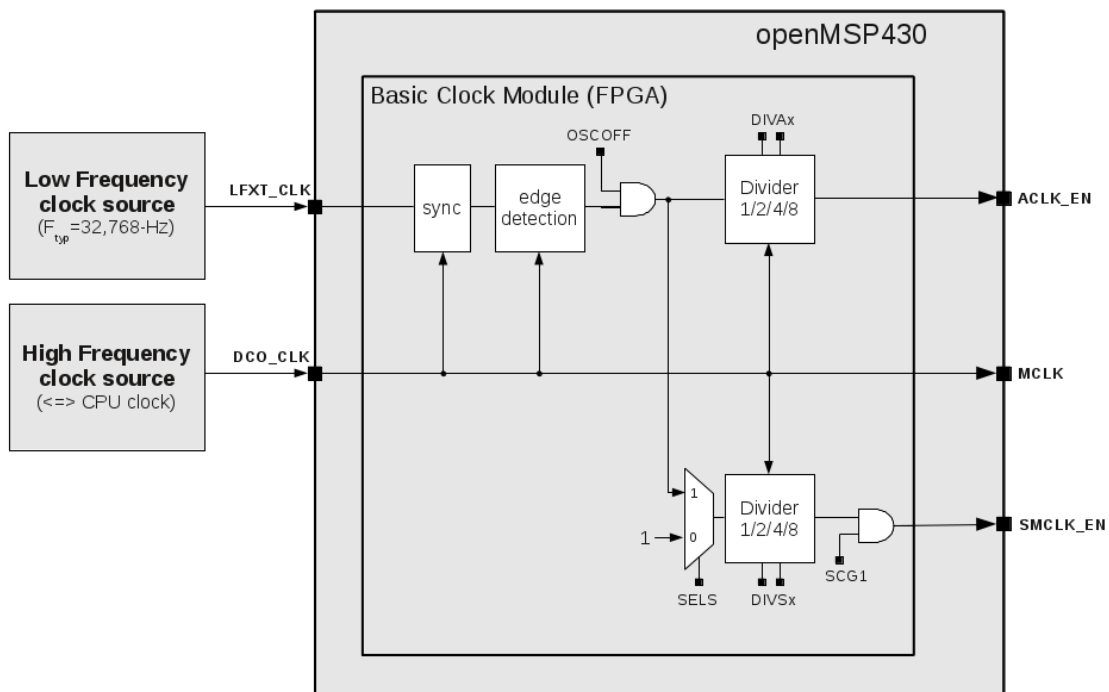 openMSP430
Basic Clock Module (FPGA)
OSCOFF
DIVAx
Low Frequency
clock source
(Ftyp=32,768-Hz)
LFXT_CLK
sync
edge
detection
Divider
1/2/4/8
ACLK_EN
High Frequency
clock source
(<=> CPU clock)
DCO_CLK
MCLK
1
1
0
Divider
1/2/4/8
SMCLK_EN
SELS
DIVSx
SCG1